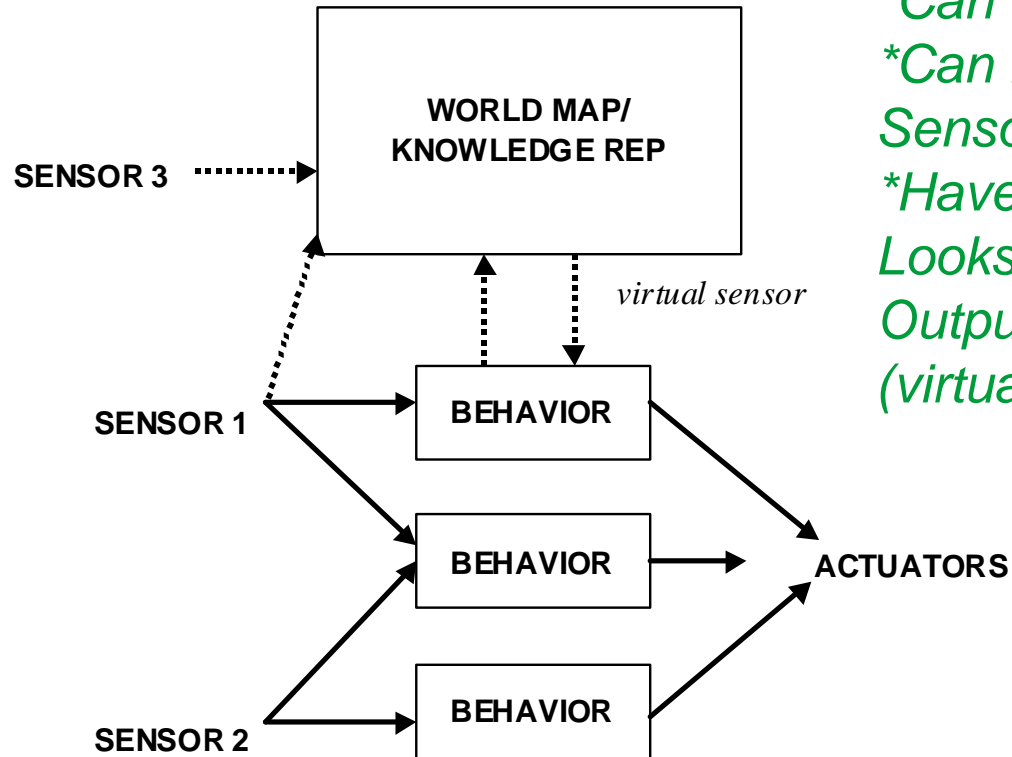 *Can
Sensor
*Have
Looks
Outpu
(virtua
WORLD MAP/
KNOWLEDGE REP
SENSOR 3
virtual sensor
SENSOR 1
BEHAVIOR
BEHAVIOR
ACTUATORS
BEHAVIOR
SENSOR 2